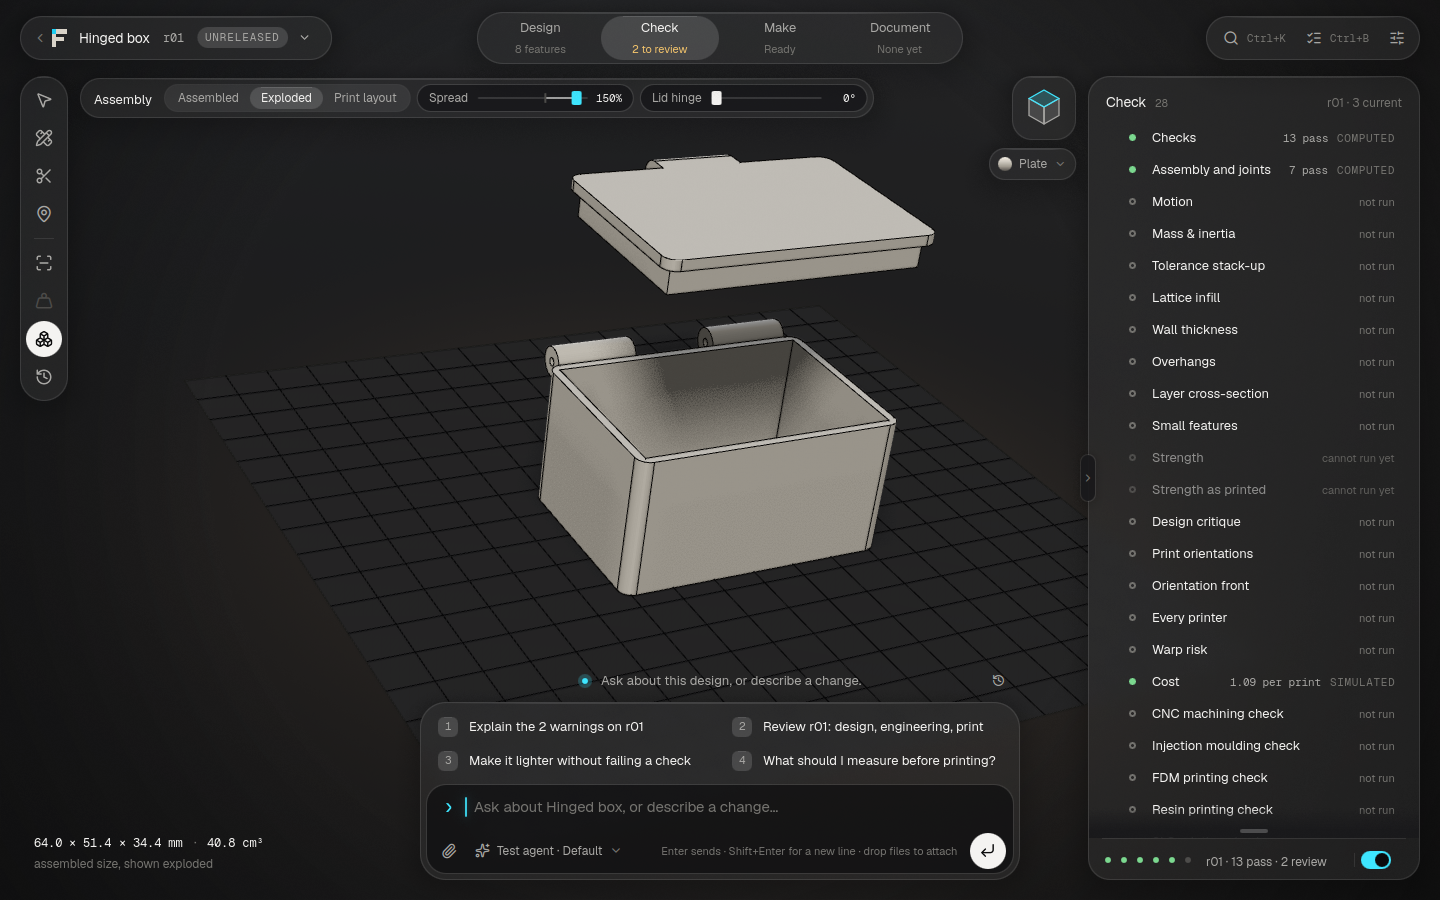 Hinged box r01 UNRELEASED
Design
8 features
Check
2 to review
Make
Ready
Document
None yet
Ctrl+K Ctrl+B
Assembly Assembled Exploded Print layout Spread 150% Lid hinge 0°
Plate
Check 28 r01 · 3 current
Checks 13 pass COMPUTED
Assembly and joints 7 pass COMPUTED
Motion not run
Mass & inertia not run
Tolerance stack-up not run
Lattice infill not run
Wall thickness not run
Overhangs not run
Layer cross-section not run
Small features not run
Strength cannot run yet
Strength as printed cannot run yet
Design critique not run
Print orientations not run
Orientation front not run
Every printer not run
Warp risk not run
Cost 1.09 per print SIMULATED
CNC machining check not run
Injection moulding check not run
FDM printing check not run
Resin printing check not run
r01 · 13 pass · 2 review
Ask about this design, or describe a change.
1 Explain the 2 warnings on r01
2 Review r01: design, engineering, print
3 Make it lighter without failing a check
4 What should I measure before printing?
Ask about Hinged box, or describe a change...
Test agent · Default
Enter sends · Shift+Enter for a new line · drop files to attach
64.0 × 51.4 × 34.4 mm · 40.8 cm³
assembled size, shown exploded